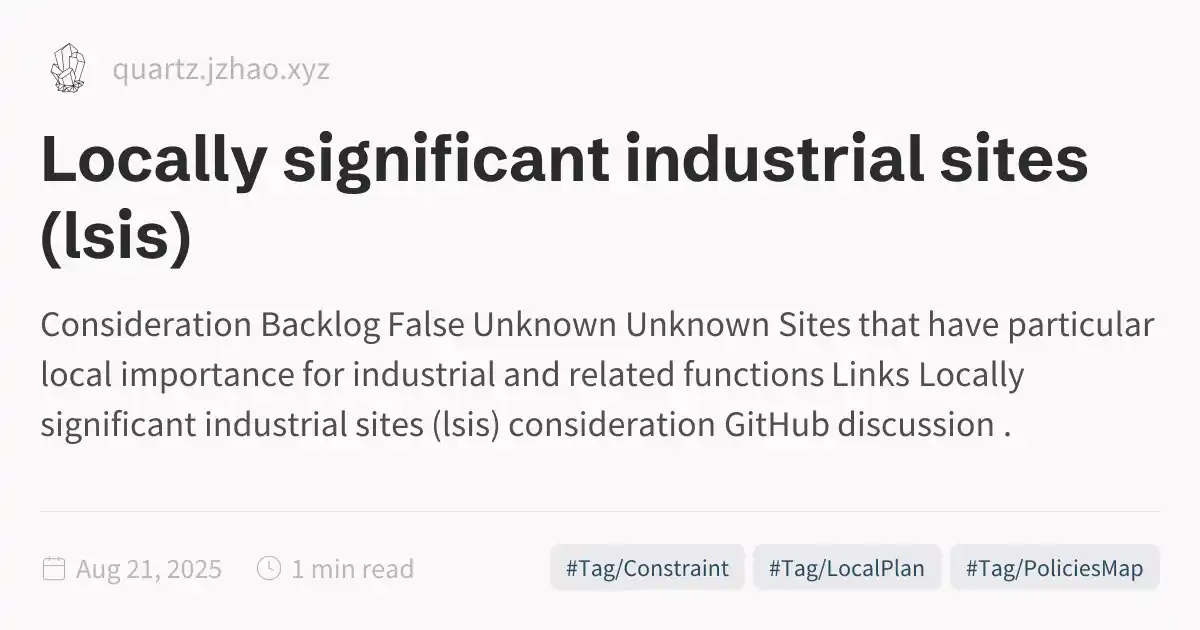 quartz.jzhao.xyz
Locally significant industrial sites
(lsis)
Consideration Backlog False Unknown Unknown Sites that have particular
local importance for industrial and related functions Links Locally
significant industrial sites (lsis) consideration GitHub discussion .
Aug 21, 2025 1 min read #Tag/Constraint #Tag/LocalPlan #Tag/PoliciesMap